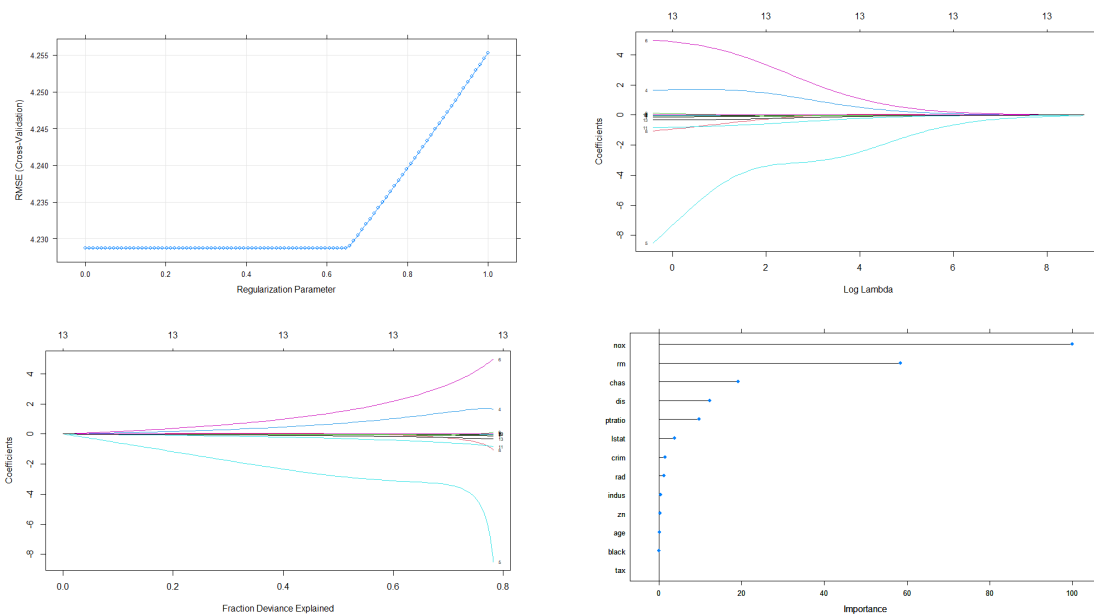 4.255
4.250
4.245
4.240
4.235
4.230
RMSE (Cross-Validation)
0.0 0.2 0.4 0.6 0.8 1.0
Regularization Parameter
13 13 13 13 13
4
2
0
-2
-4
-6
-8
Coefficients
6
4
0 2 4 6 8
Log Lambda
13 13 13 13 13
4
2
0
-2
-4
-6
-8
Coefficients
6
4
0.0 0.2 0.4 0.6 0.8
Fraction Deviance Explained
nox
rm
chas
dis
ptratio
lstat
crim
rad
indus
zn
age
black
tax
0 20 40 60 80 100
Importance